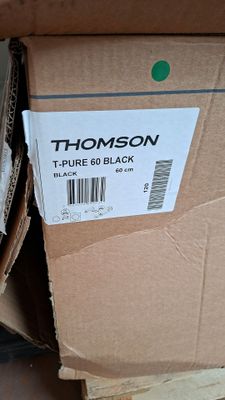 THOMSON
T-PURE 60 BLACK
BLACK 60 cm
120